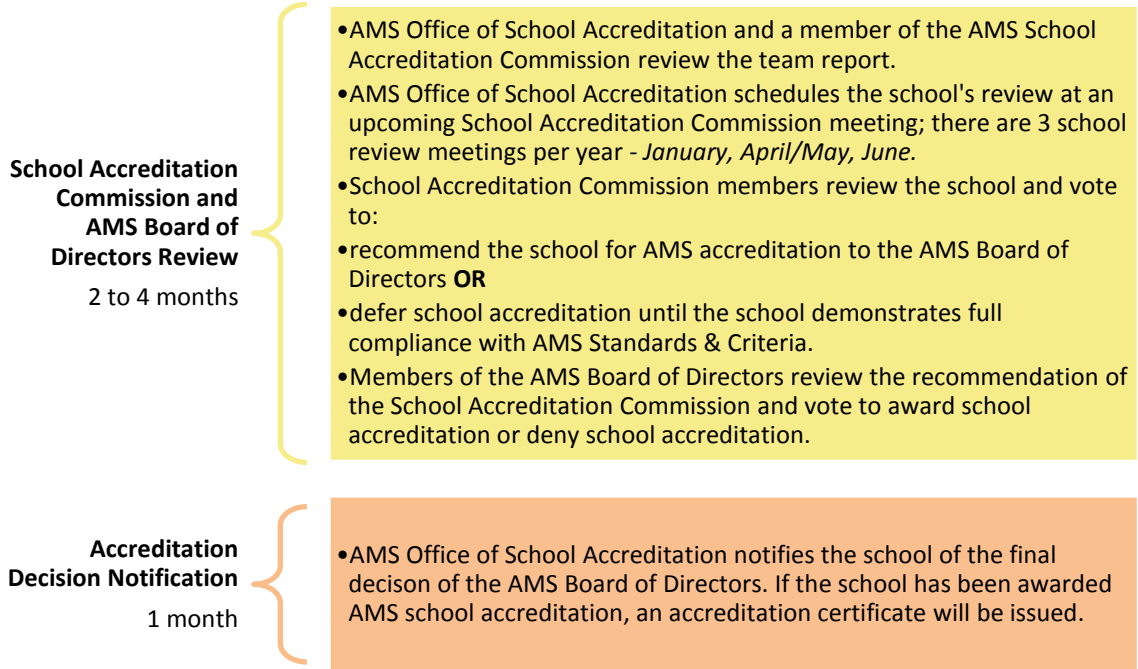 School Accreditation
Commission and
AMS Board of
Directors Review
2 to 4 months
•AMS Office of School Accreditation and a member of the AMS School
Accreditation Commission review the team report.
•AMS Office of School Accreditation schedules the school's review at an
upcoming School Accreditation Commission meeting; there are 3 school
review meetings per year - January, April/May, June.
•School Accreditation Commission members review the school and vote
to:
•recommend the school for AMS accreditation to the AMS Board of
Directors OR
•defer school accreditation until the school demonstrates full
compliance with AMS Standards & Criteria.
•Members of the AMS Board of Directors review the recommendation of
the School Accreditation Commission and vote to award school
accreditation or deny school accreditation.
Accreditation
Decision Notification
1 month
•AMS Office of School Accreditation notifies the school of the final
decison of the AMS Board of Directors. If the school has been awarded
AMS school accreditation, an accreditation certificate will be issued.